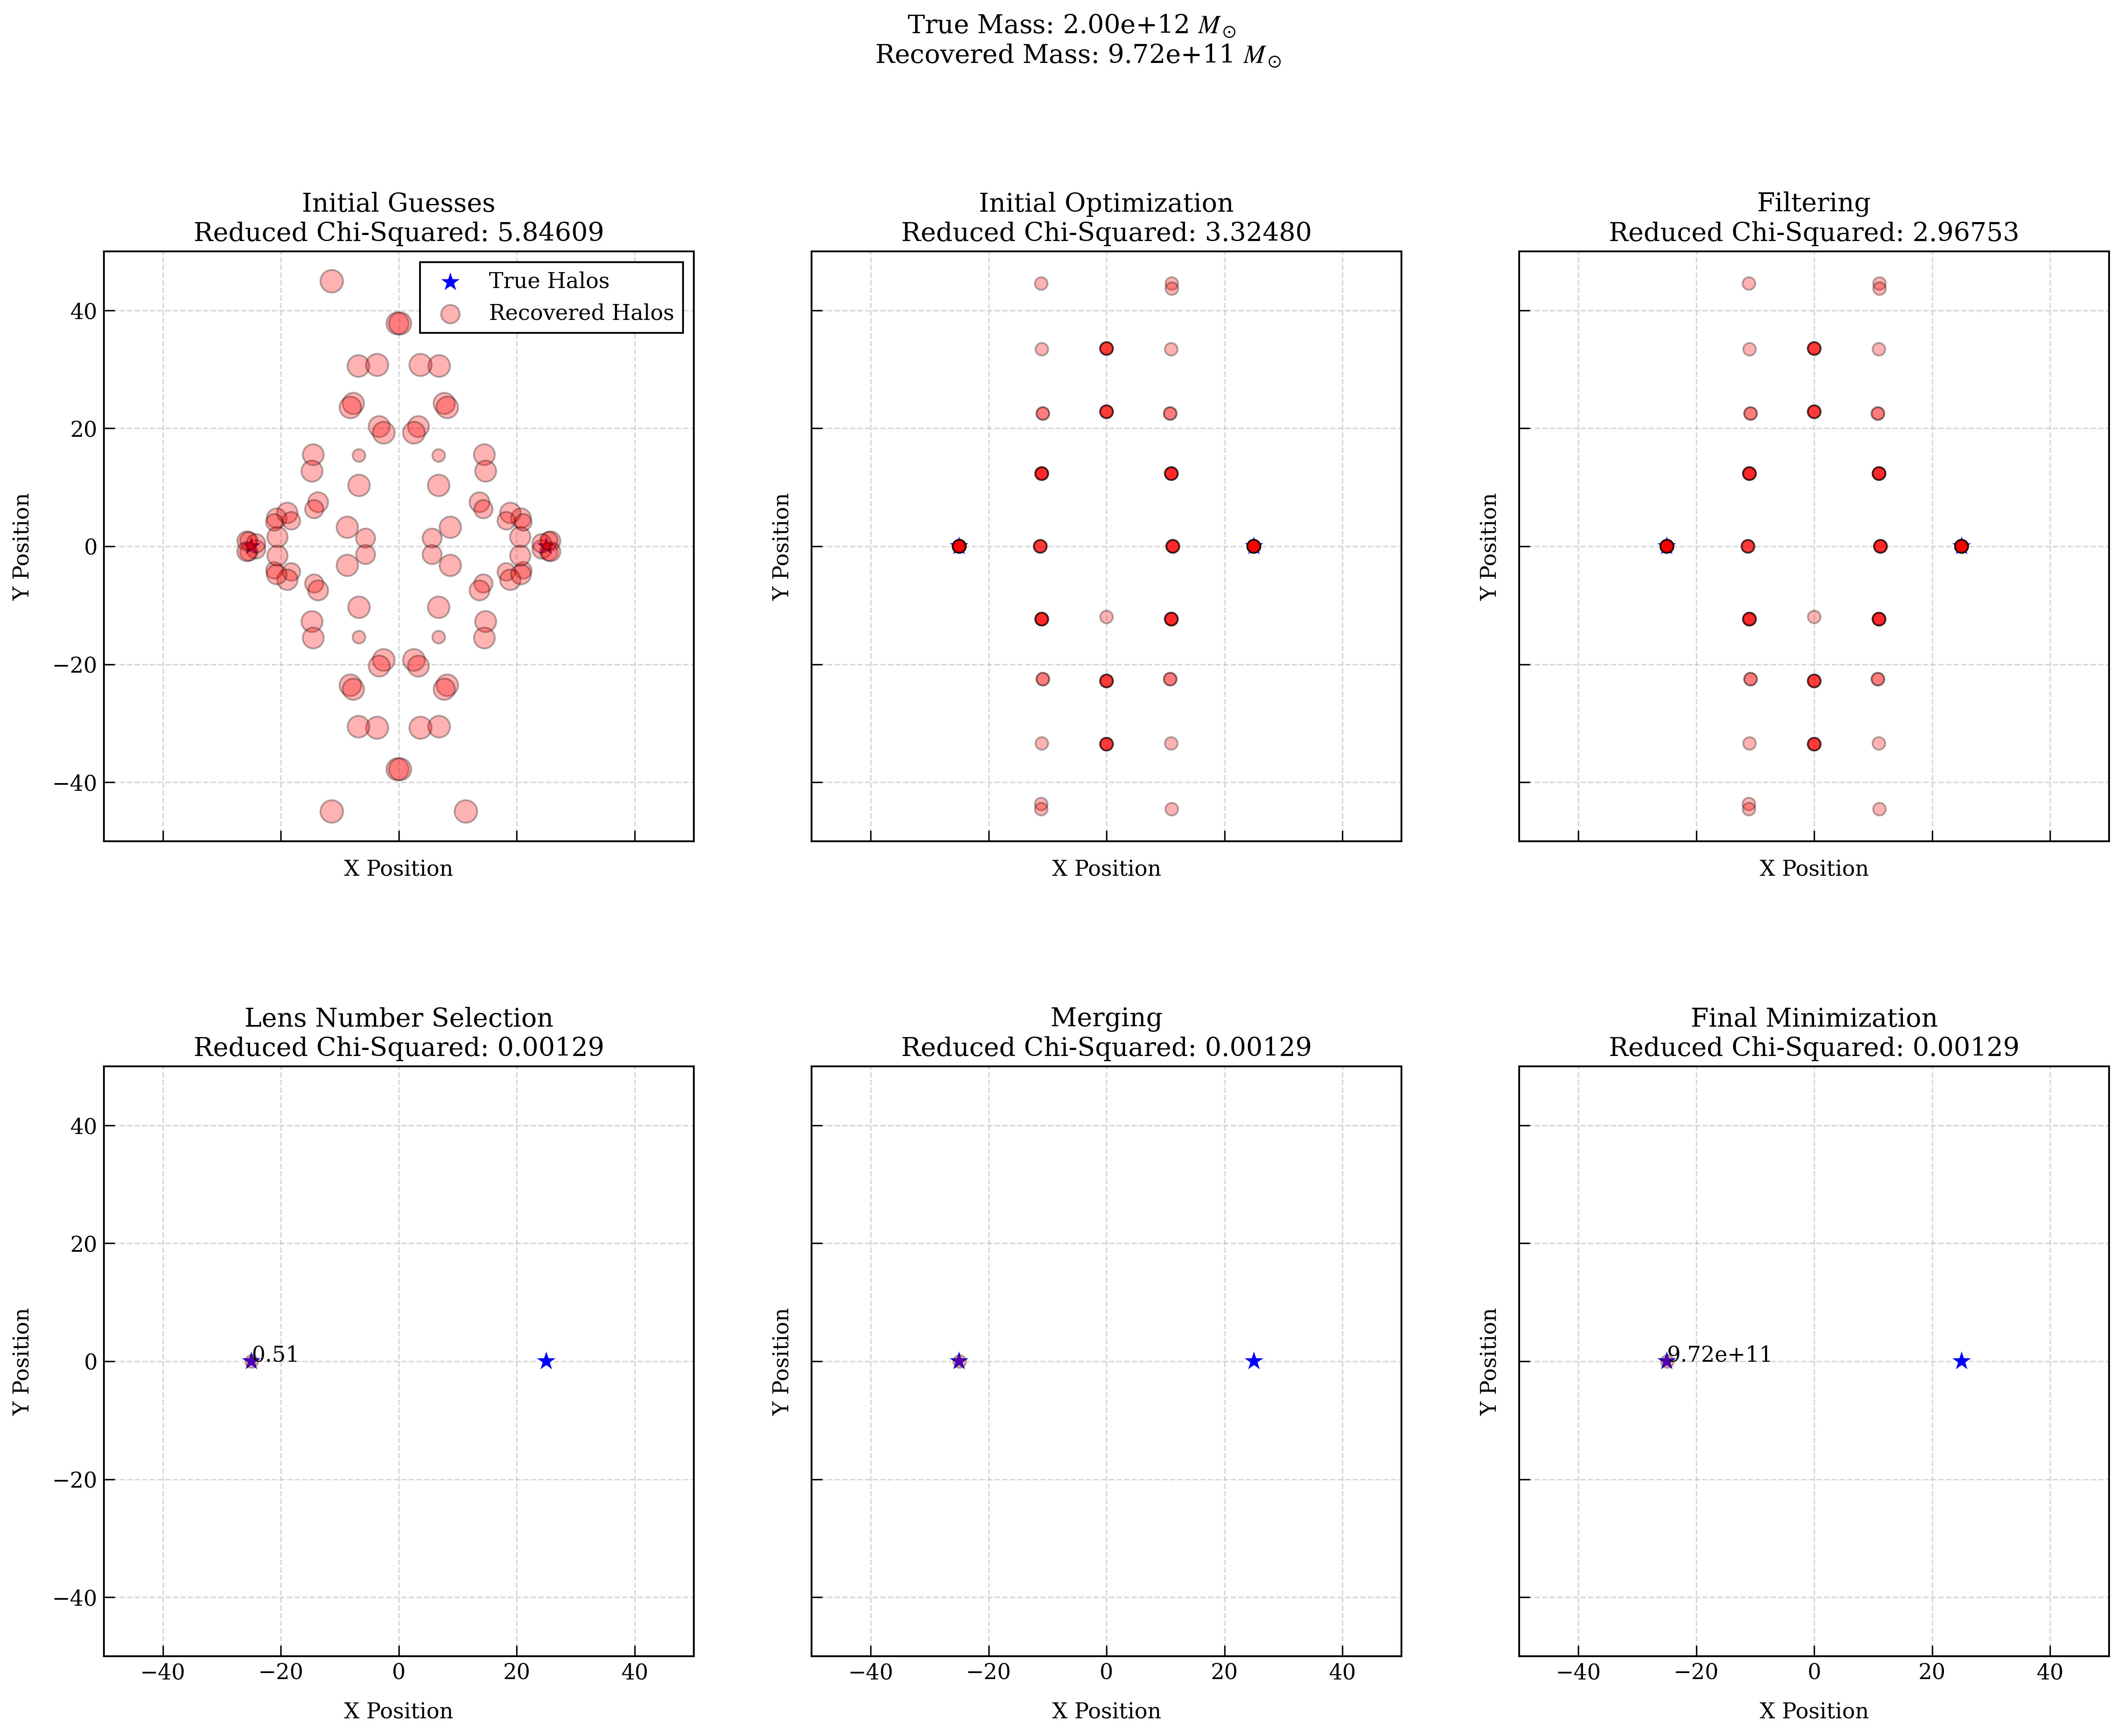 True Mass: 2.00e+12 M⊙
Recovered Mass: 9.72e+11 M⊙
Initial Guesses
Reduced Chi-Squared: 5.84609
True Halos
Recovered Halos
40
20
0
−20
−40
Y Position
X Position
Initial Optimization
Reduced Chi-Squared: 3.32480
Y Position
X Position
Filtering
Reduced Chi-Squared: 2.96753
Y Position
X Position
Lens Number Selection
Reduced Chi-Squared: 0.00129
0.51
40
20
0
−20
−40
Y Position
−40 −20 0 20 40
X Position
Merging
Reduced Chi-Squared: 0.00129
Y Position
−40 −20 0 20 40
X Position
Final Minimization
Reduced Chi-Squared: 0.00129
9.72e+11
Y Position
−40 −20 0 20 40
X Position